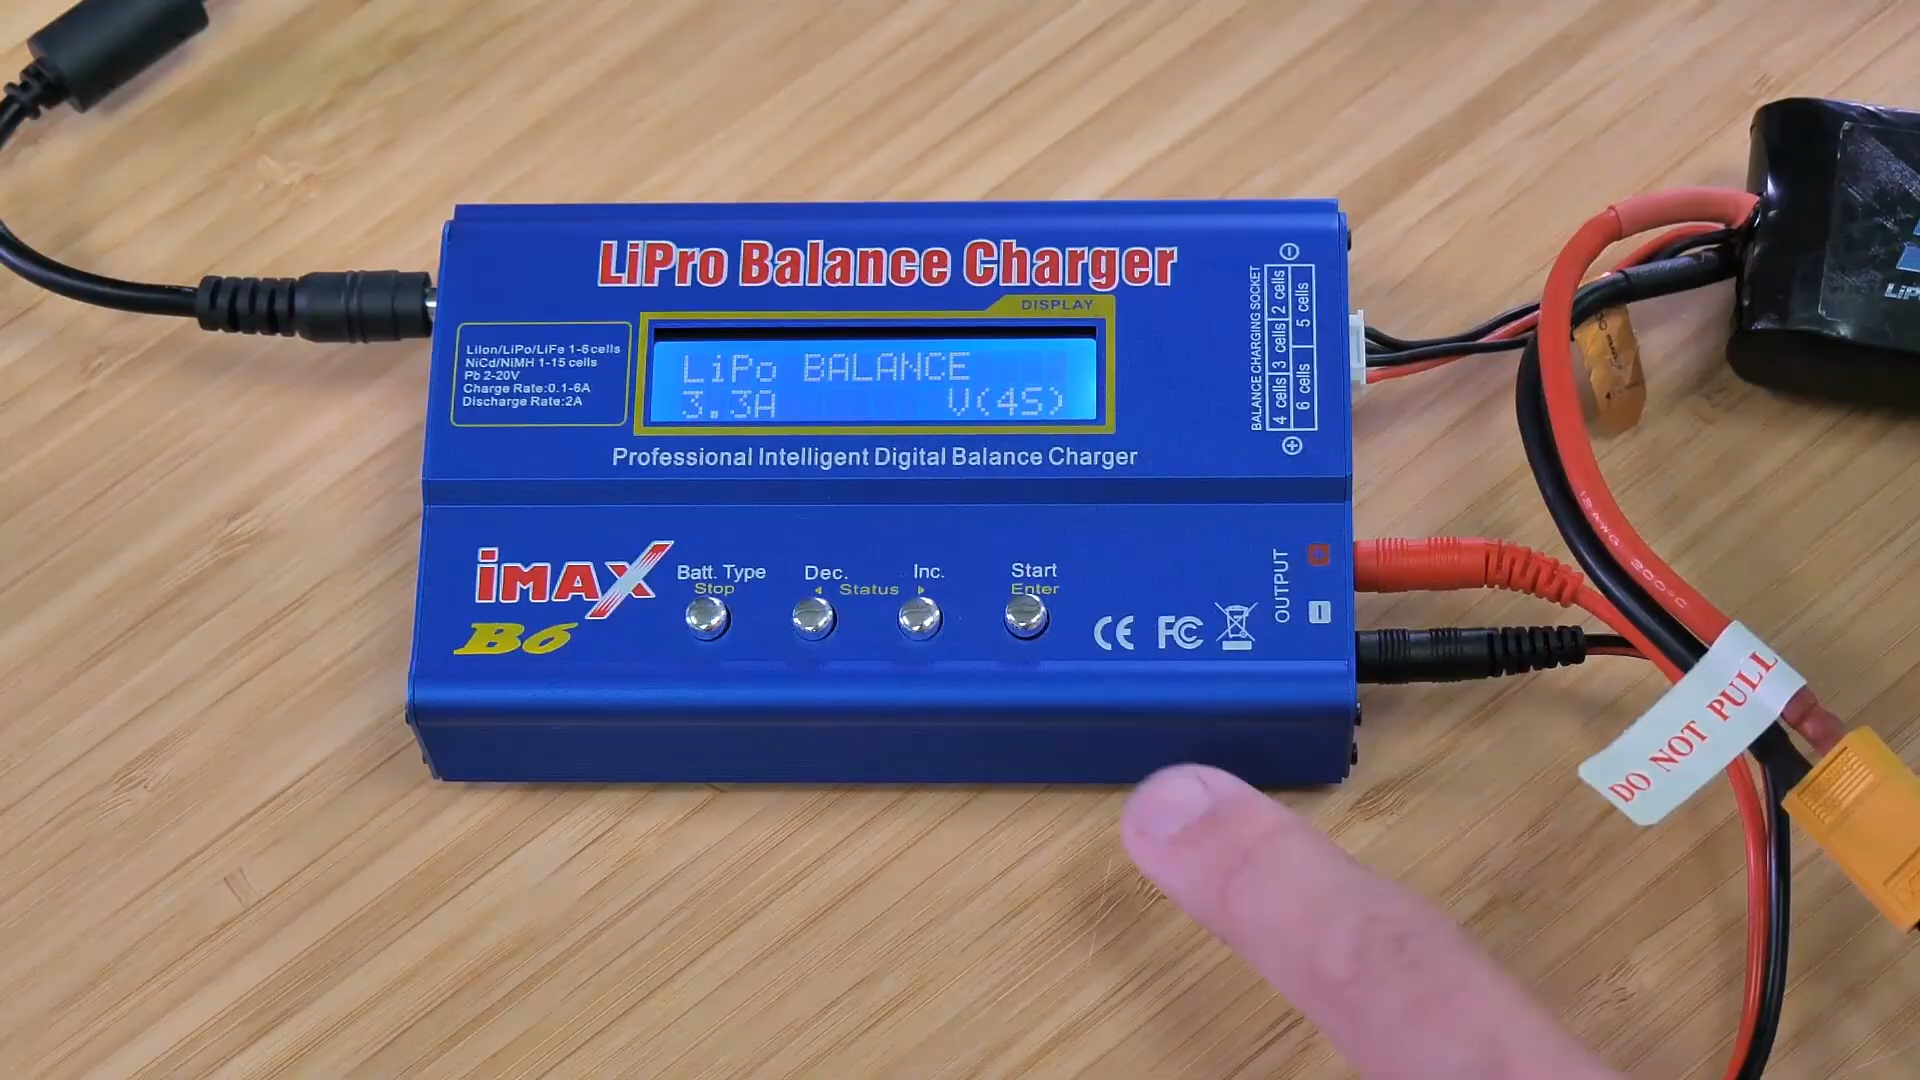 LiPro Balance Charger
DISPLAY
LiIon/LiPo/LiFe 1-6cells
NiCd/NiMH 1-15 cells
Pb 2-20V
Charge Rate:0.1-6A
Discharge Rate:2A
LiPo BALANCE
3.3A V(4S)
Professional Intelligent Digital Balance Charger
BALANCE CHARGING SOCKET
4 cells 3 cells 2 cells
6 cells 5 cells
iMAX
B6
Batt. Type
Stop
Dec.
Inc.
Status
Start
Enter
CE FC
OUTPUT
+
-
12AWG 200°C
DO NOT PULL